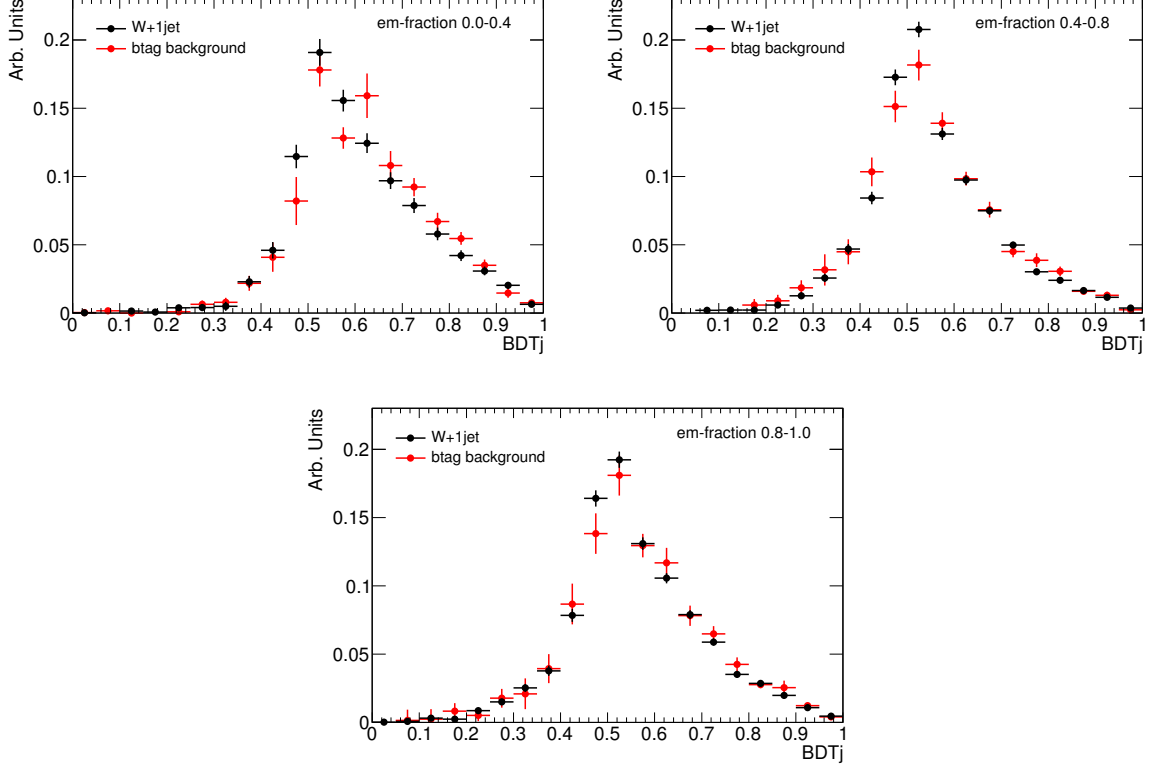 Arb. Units
W+1jet
btag background
em-fraction 0.0-0.4
0.2
0.15
0.1
0.05
0
0 0.1 0.2 0.3 0.4 0.5 0.6 0.7 0.8 0.9 1
BDTj
Arb. Units
W+1jet
btag background
em-fraction 0.4-0.8
0.2
0.15
0.1
0.05
0
0 0.1 0.2 0.3 0.4 0.5 0.6 0.7 0.8 0.9 1
BDTj
Arb. Units
W+1jet
btag background
em-fraction 0.8-1.0
0.2
0.15
0.1
0.05
0
0 0.1 0.2 0.3 0.4 0.5 0.6 0.7 0.8 0.9 1
BDTj